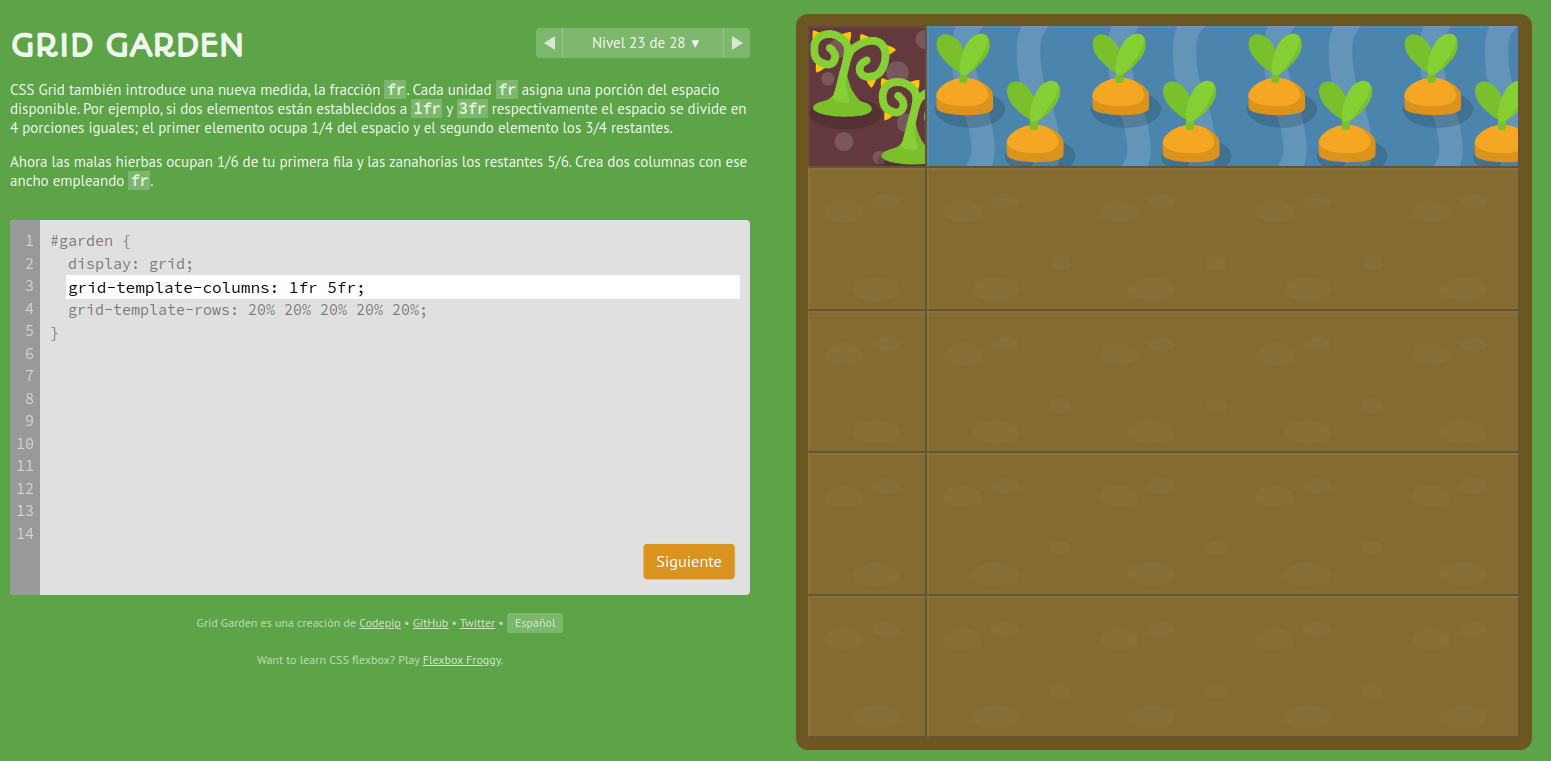 GRID GARDEN
◀ Nivel 23 de 28 ▾ ▶
CSS Grid también introduce una nueva medida, la fracción fr. Cada unidad fr asigna una porción del espacio
disponible. Por ejemplo, si dos elementos están establecidos a 1fr y 3fr respectivamente el espacio se divide en
4 porciones iguales; el primer elemento ocupa 1/4 del espacio y el segundo elemento los 3/4 restantes.
Ahora las malas hierbas ocupan 1/6 de tu primera fila y las zanahorias los restantes 5/6. Crea dos columnas con ese
ancho empleando fr.
1 #garden {
2 display: grid;
3 grid-template-columns: 1fr 5fr;
4 grid-template-rows: 20% 20% 20% 20% 20%;
5 }
6
7
8
9
10
11
12
13
14
Siguiente
Grid Garden es una creación de Codepip • GitHub • Twitter • Español
Want to learn CSS flexbox? Play Flexbox Froggy.